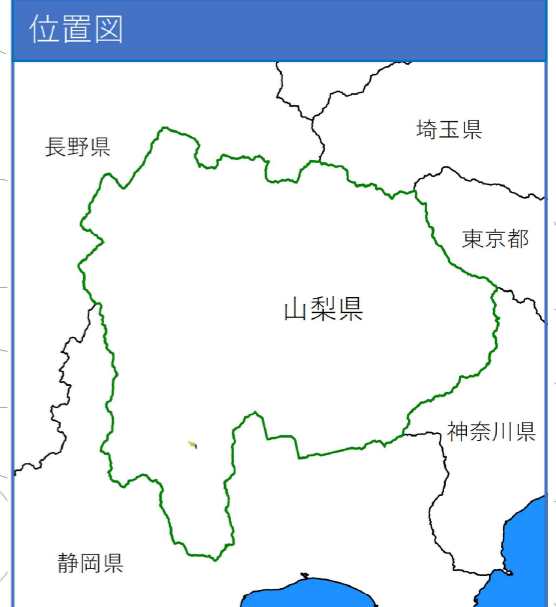 位置図
埼玉県
長野県
東京都
山梨県
神奈川県
静岡県